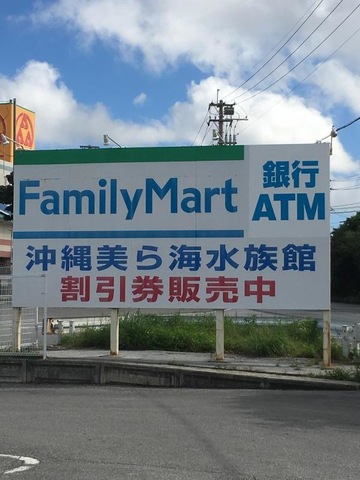 FamilyMart
銀行
ATM
沖縄美ら海水族館
割引券販売中